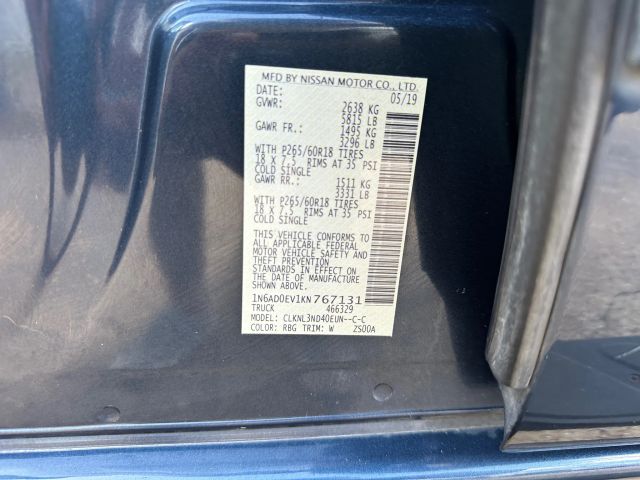 MFD BY NISSAN MOTOR CO., LTD.
DATE: 05/19
GVWR: 2638 KG
5815 LB
GAWR FR.: 1495 KG
3296 LB
WITH P265/60R18 TIRES
18 X 7.5 RIMS AT 35 PSI
COLD SINGLE
GAWR RR.: 1511 KG
3331 LB
WITH P265/60R18 TIRES
18 X 7.5 RIMS AT 35 PSI
COLD SINGLE
THIS VEHICLE CONFORMS TO
ALL APPLICABLE FEDERAL
MOTOR VEHICLE SAFETY AND
THEFT PREVENTION
STANDARDS IN EFFECT ON
THE DATE OF MANUFACTURE
SHOWN ABOVE.
1N6AD0EV1KN767131
TRUCK 466329
MODEL: CLKNL3ND40EUN--C-C
COLOR: RBG TRIM: W ZS00A